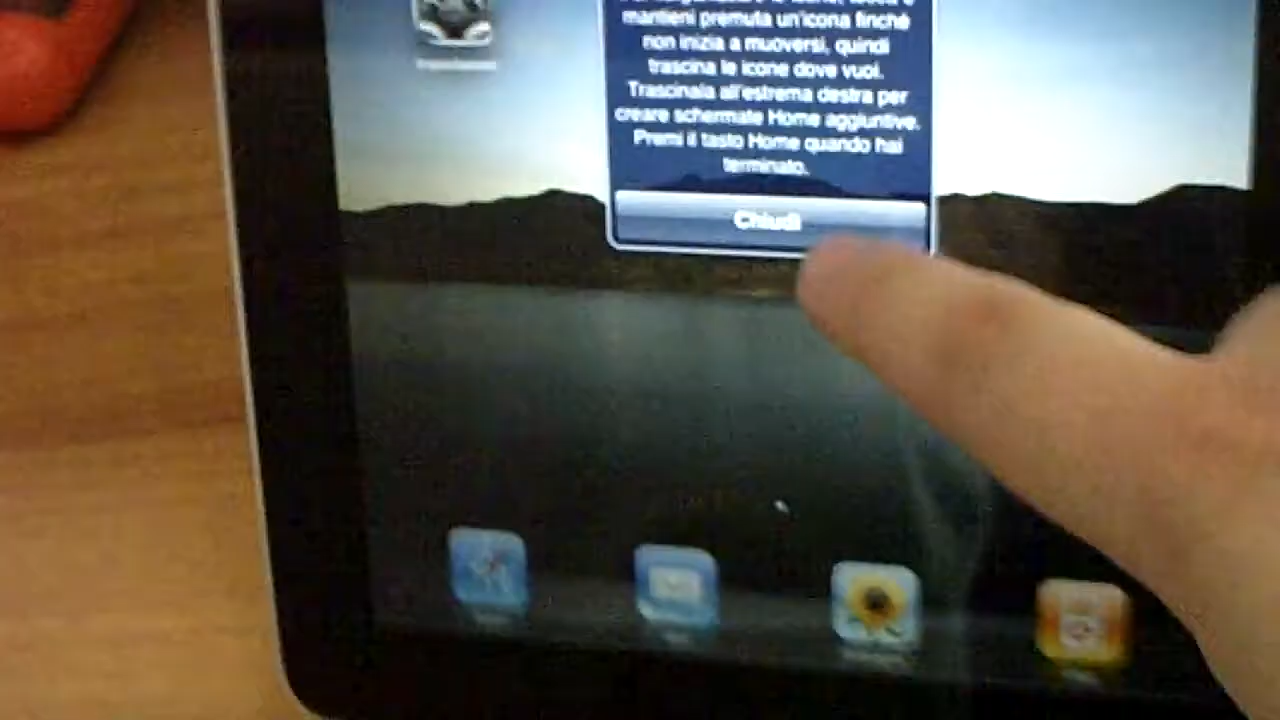 mantieni premuta un'icona finché
non inizia a muoversi, quindi
trascina le icone dove vuoi.
Trascinala all'estrema destra per
creare schermate Home aggiuntive.
Premi il tasto Home quando hai
terminato.
Chiudi